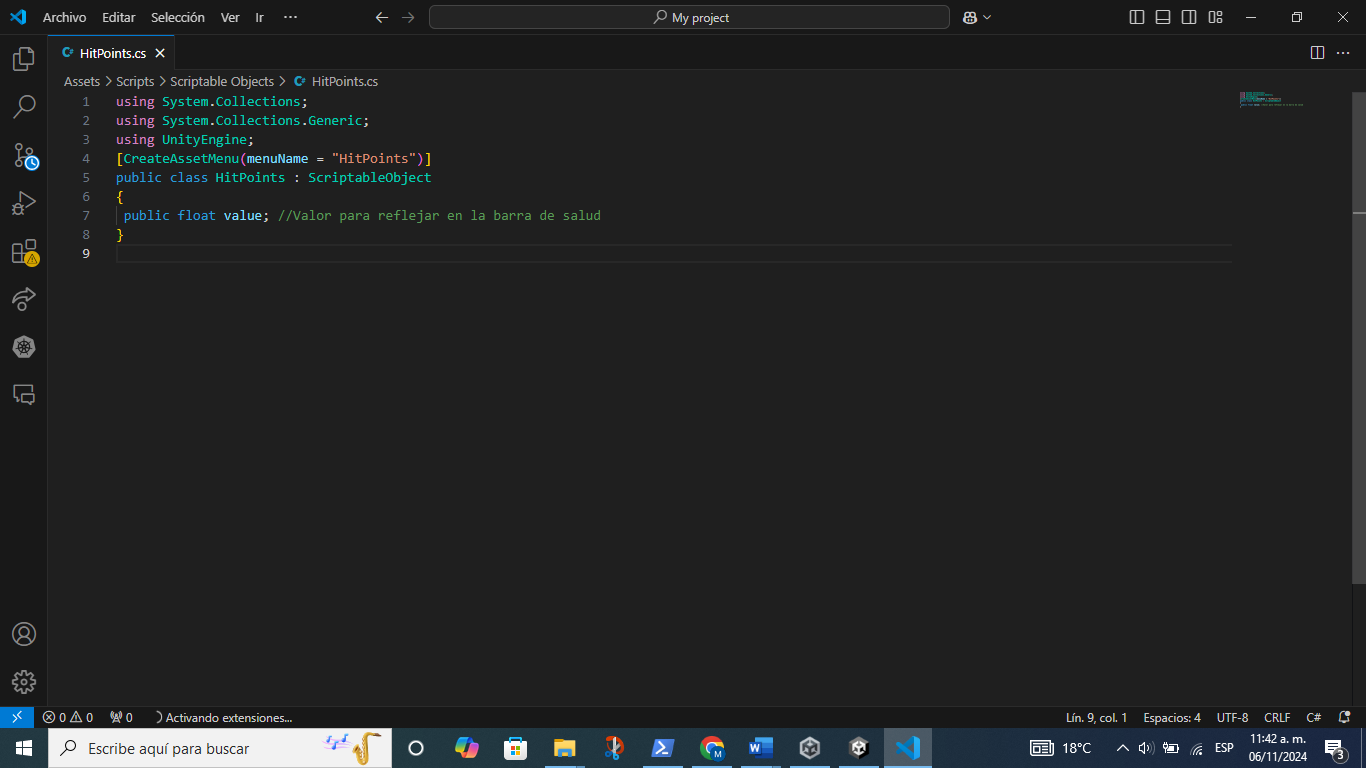 Archivo Editar Selección Ver Ir ··· My project
HitPoints.cs
Assets > Scripts > Scriptable Objects > HitPoints.cs
1 using System.Collections;
2 using System.Collections.Generic;
3 using UnityEngine;
4 [CreateAssetMenu(menuName = "HitPoints")]
5 public class HitPoints : ScriptableObject
6 {
7 public float value; //Valor para reflejar en la barra de salud
8 }
9
0 0 0 Activando extensiones... Lín. 9, col. 1 Espacios: 4 UTF-8 CRLF C#
Escribe aquí para buscar 18°C ESP 11:42 a. m.
06/11/2024 3